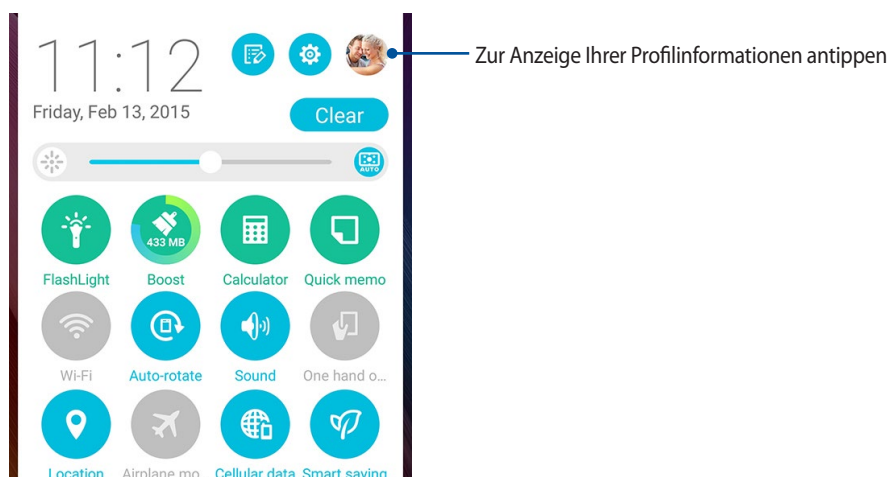 11:12
Zur Anzeige Ihrer Profilinformationen antippen
Friday, Feb 13, 2015
Clear
AUTO
433 MB
FlashLight Boost Calculator Quick memo
Wi-Fi Auto-rotate Sound One hand o...
Location Airplane mo... Cellular data Smart saving